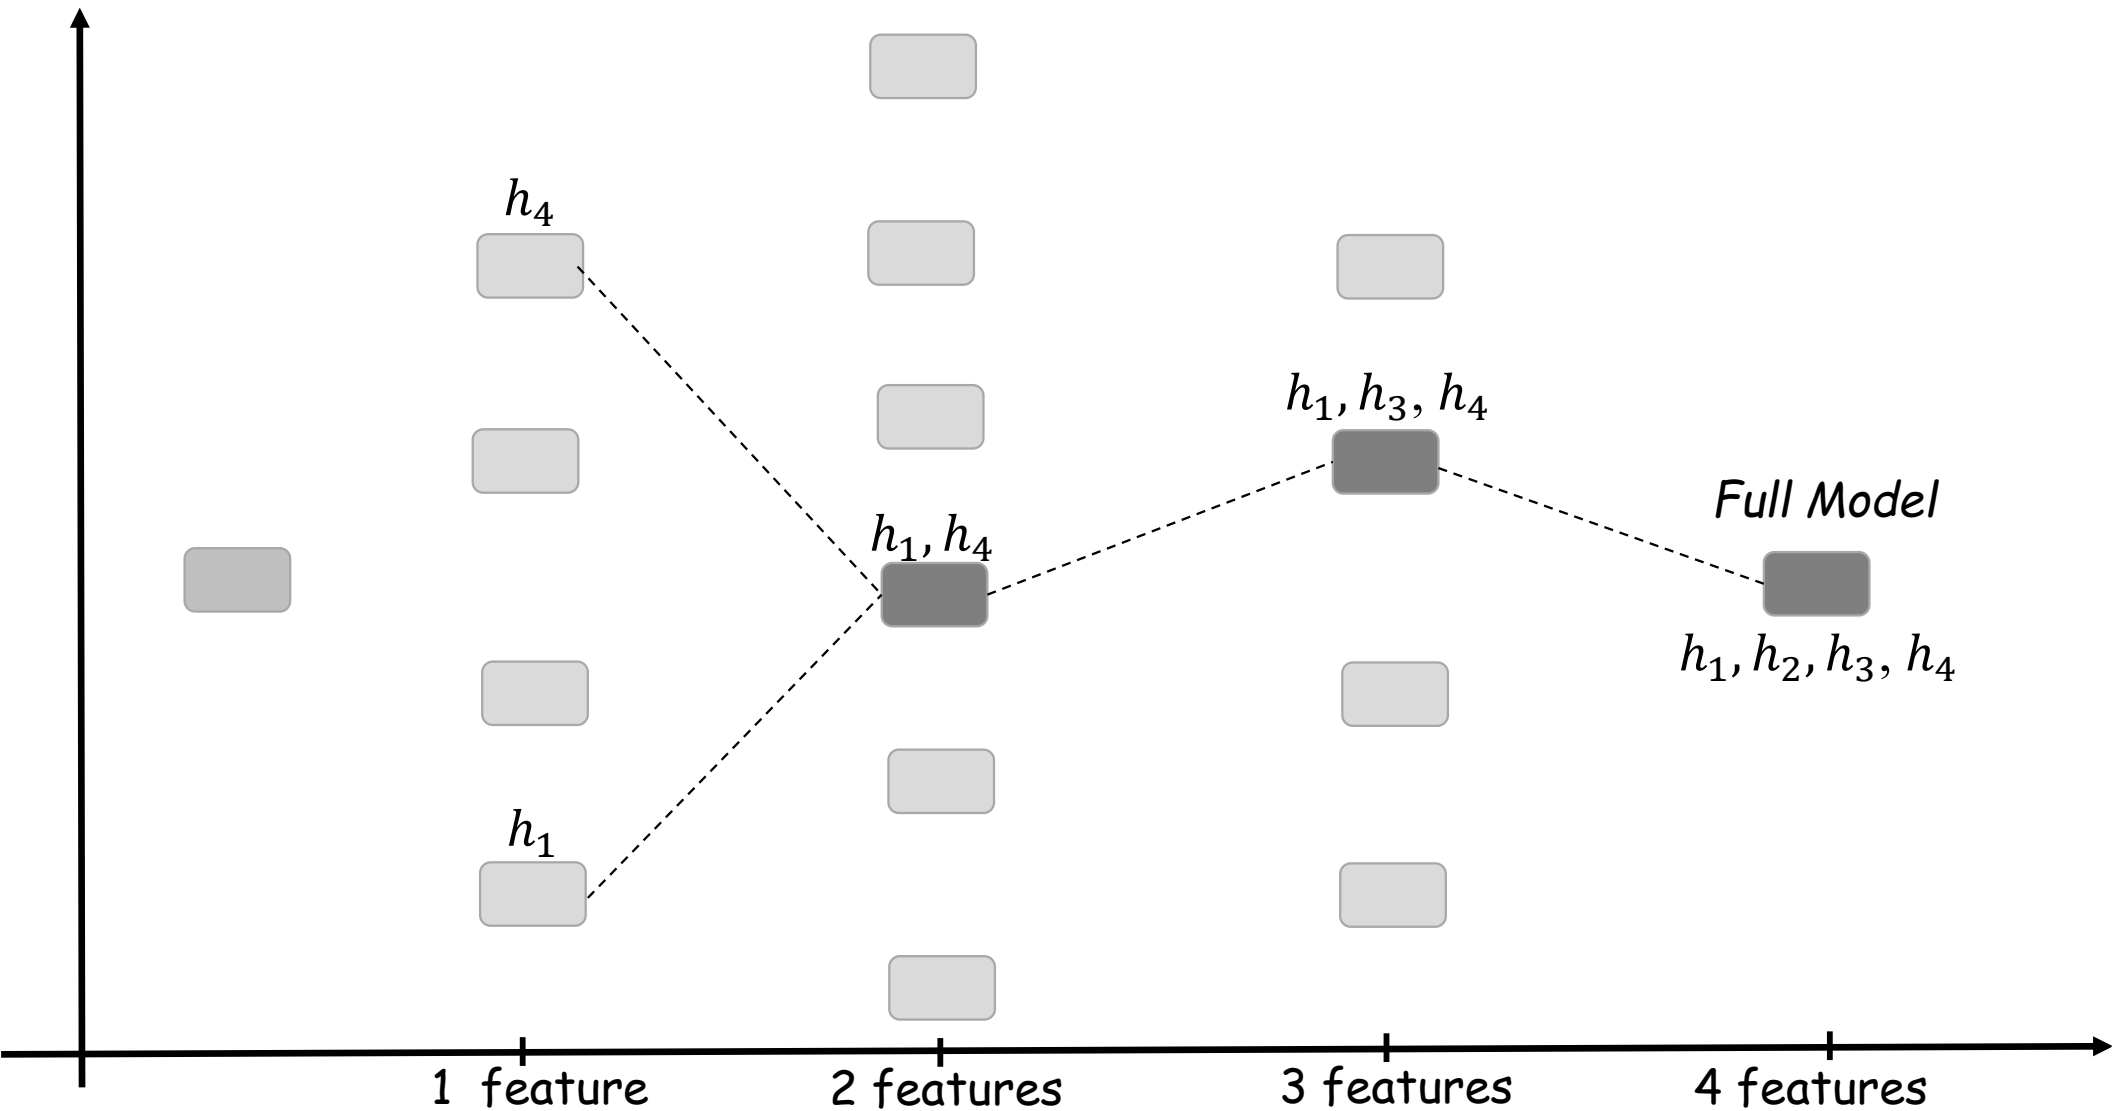 h₄
h₁, h₃, h₄
Full Model
h₁, h₄
h₁, h₂, h₃, h₄
h₁
1 feature
2 features
3 features
4 features